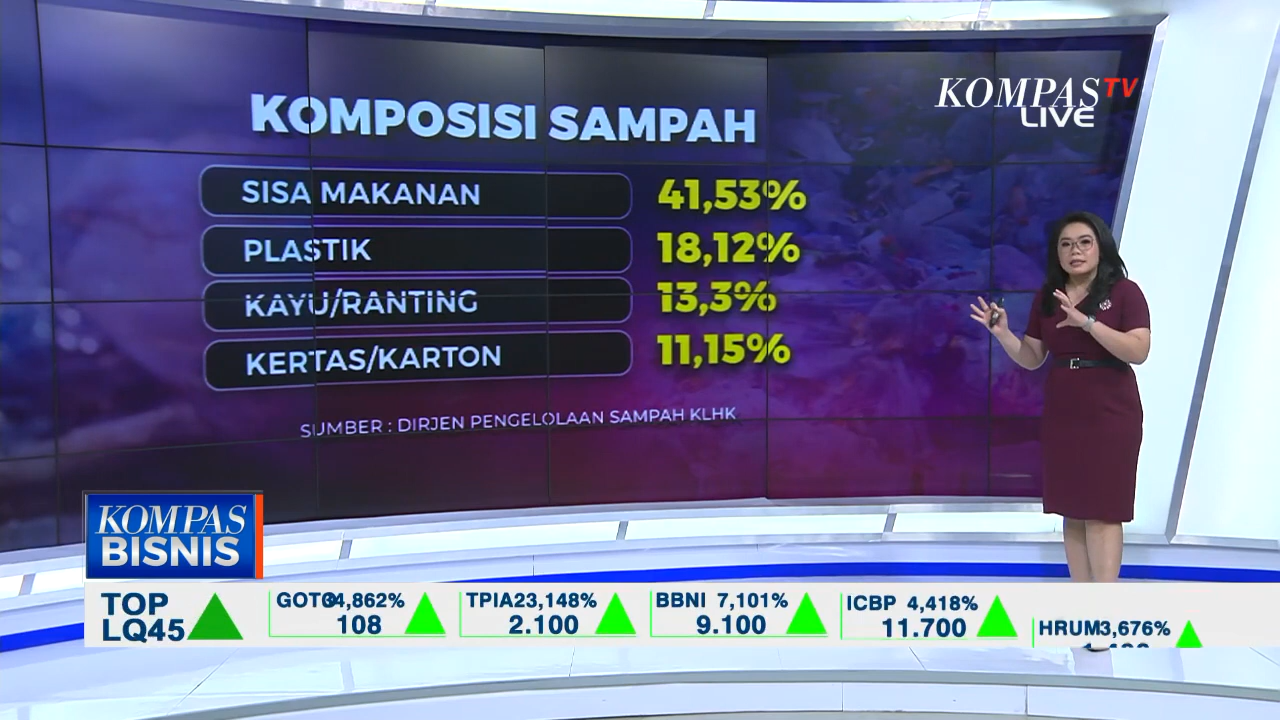 KOMPASTV
LIVE
KOMPOSISI SAMPAH
SISA MAKANAN 41,53%
PLASTIK 18,12%
KAYU/RANTING 13,3%
KERTAS/KARTON 11,15%
SUMBER : DIRJEN PENGELOLAAN SAMPAH KLHK
KOMPAS
BISNIS
TOP
LQ45
GOTO 
108
TPIA 23,148%
2.100
BBNI 7,101%
9.100
ICBP 4,418%
11.700
HRUM 3,676%